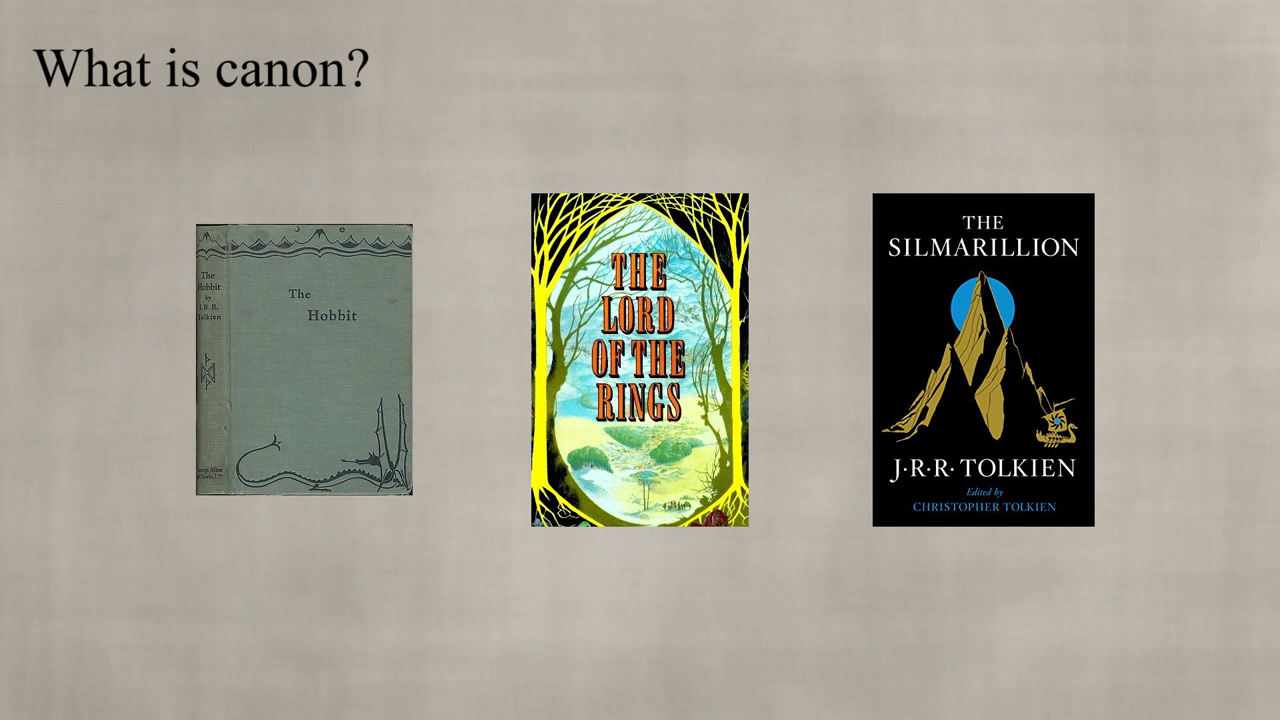 What is canon?
The
Hobbit
by
J.R.R.
Tolkien
The
Hobbit
THE
LORD
OF THE
RINGS
THE
SILMARILLION
J·R·R· TOLKIEN
Edited by
CHRISTOPHER TOLKIEN